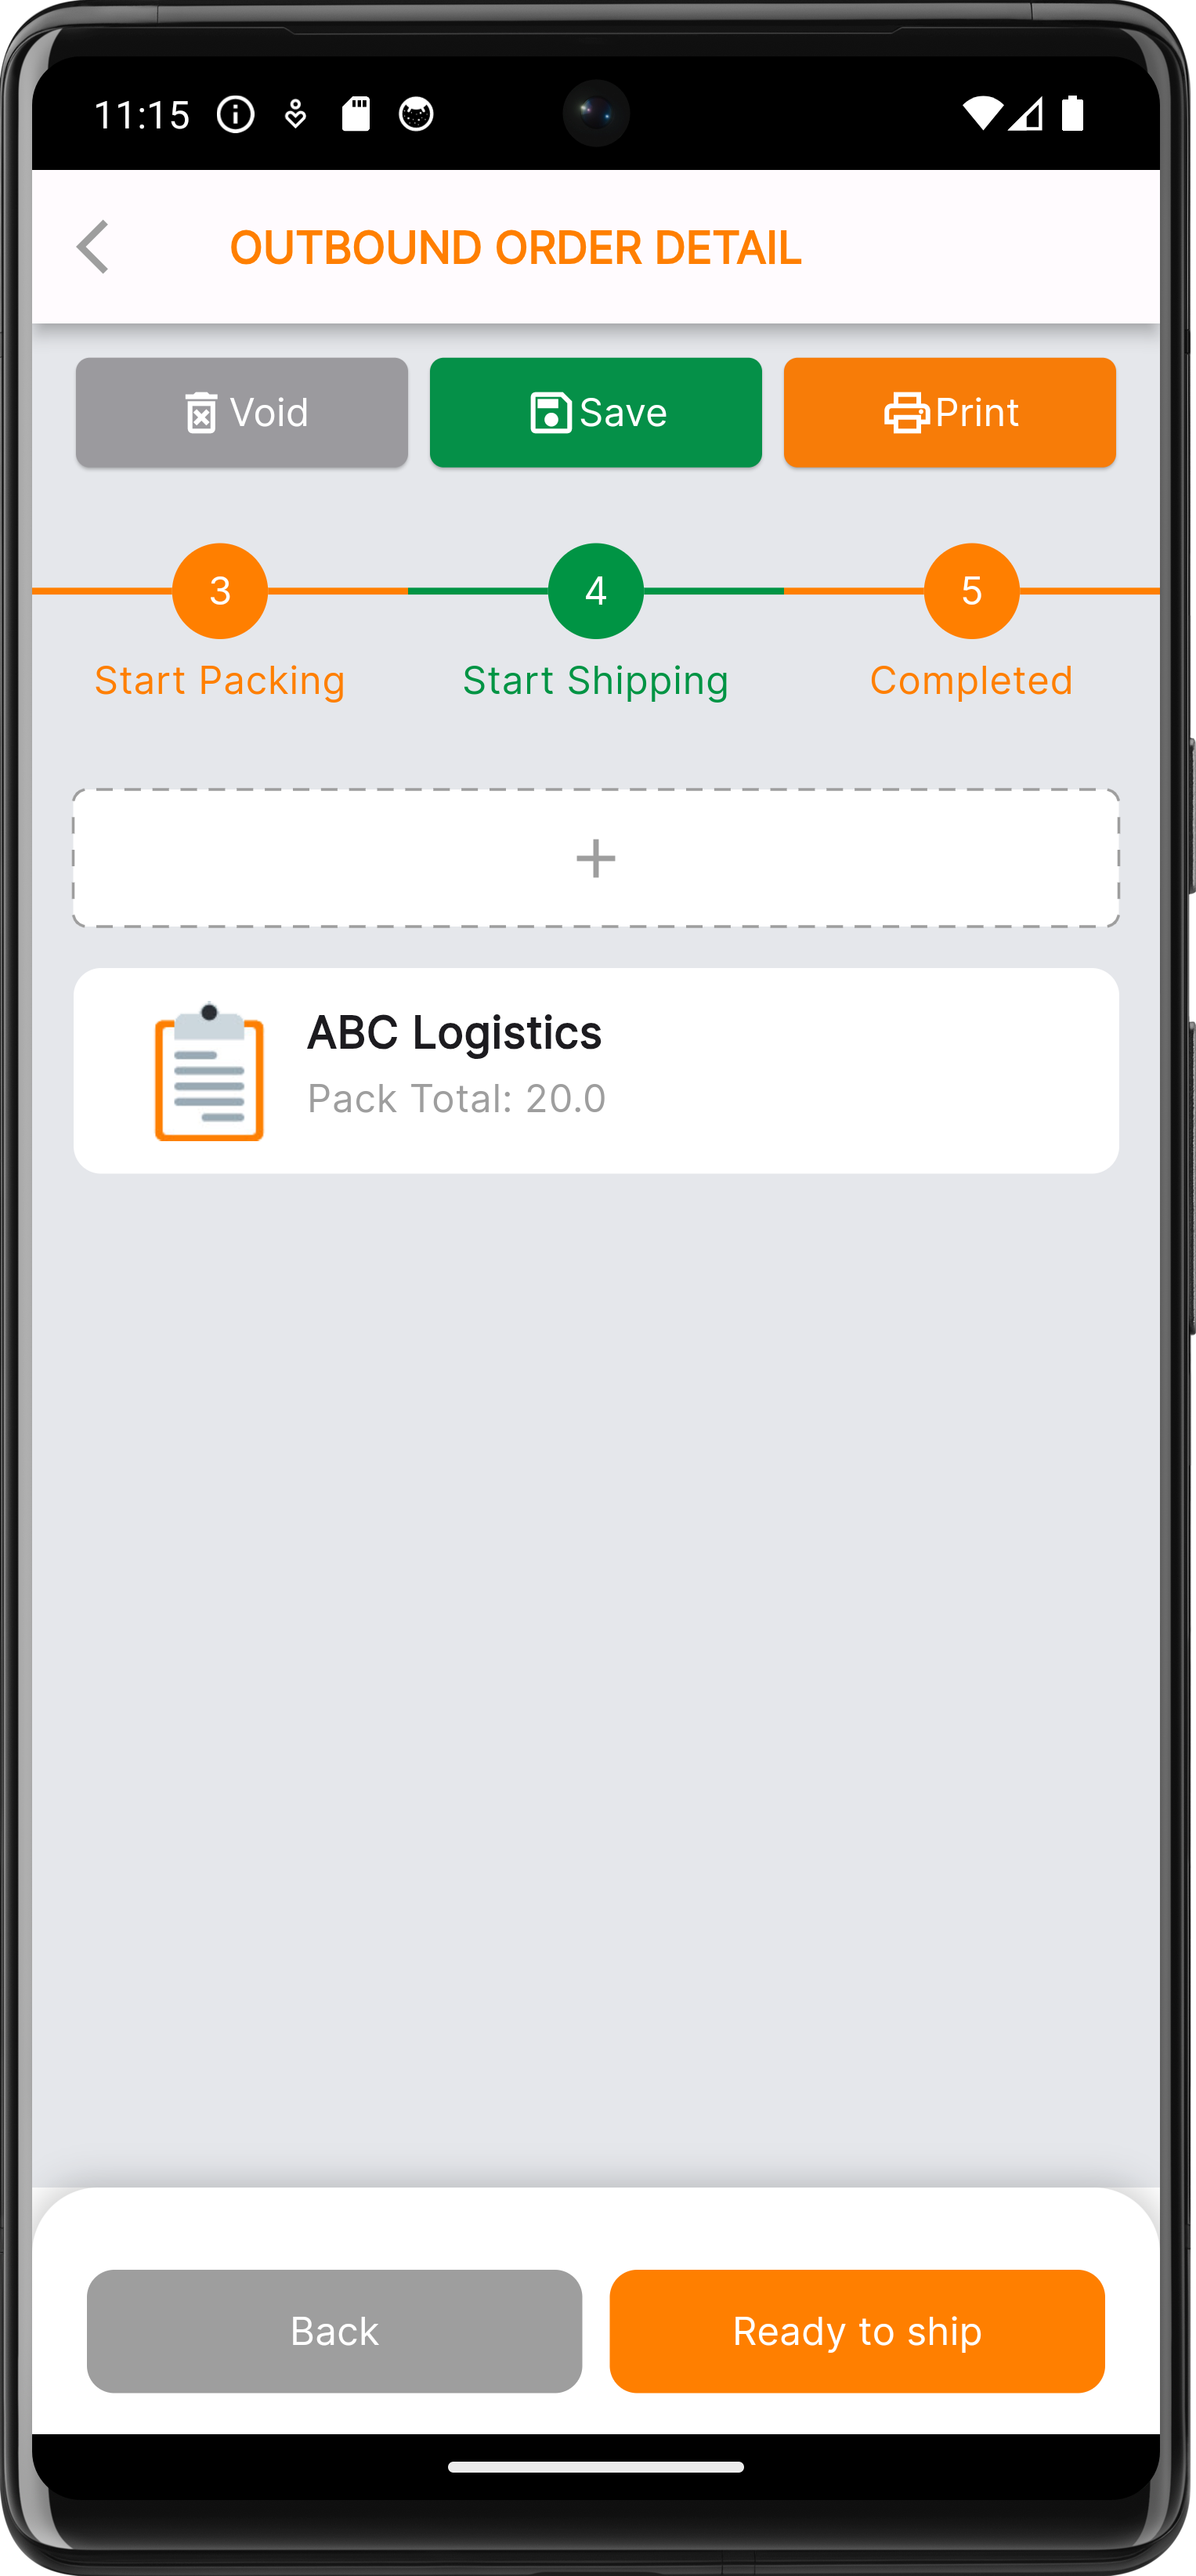 11:15
OUTBOUND ORDER DETAIL
Void Save Print
3 4 5
Start Packing Start Shipping Completed
+
ABC Logistics
Pack Total: 20.0
Back Ready to ship